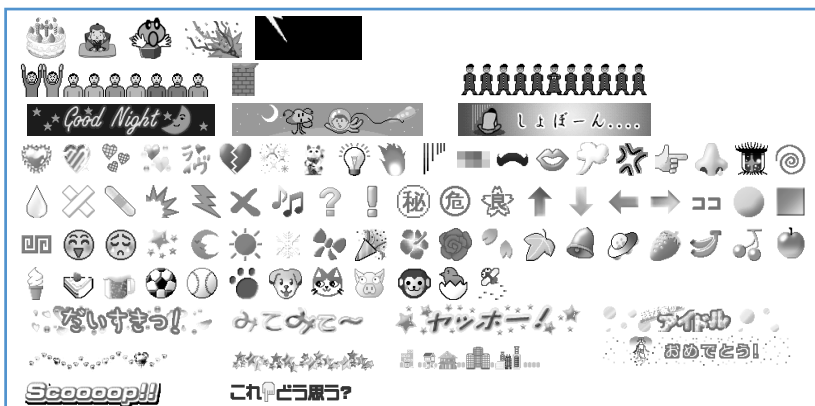 Good Night
しょぼーん....
ラヴ
秘 危 良
ココ
だいすきっ! みてみて〜 ヤッホー! アイドル
おめでとう!
Scoooop!! これどう思う?